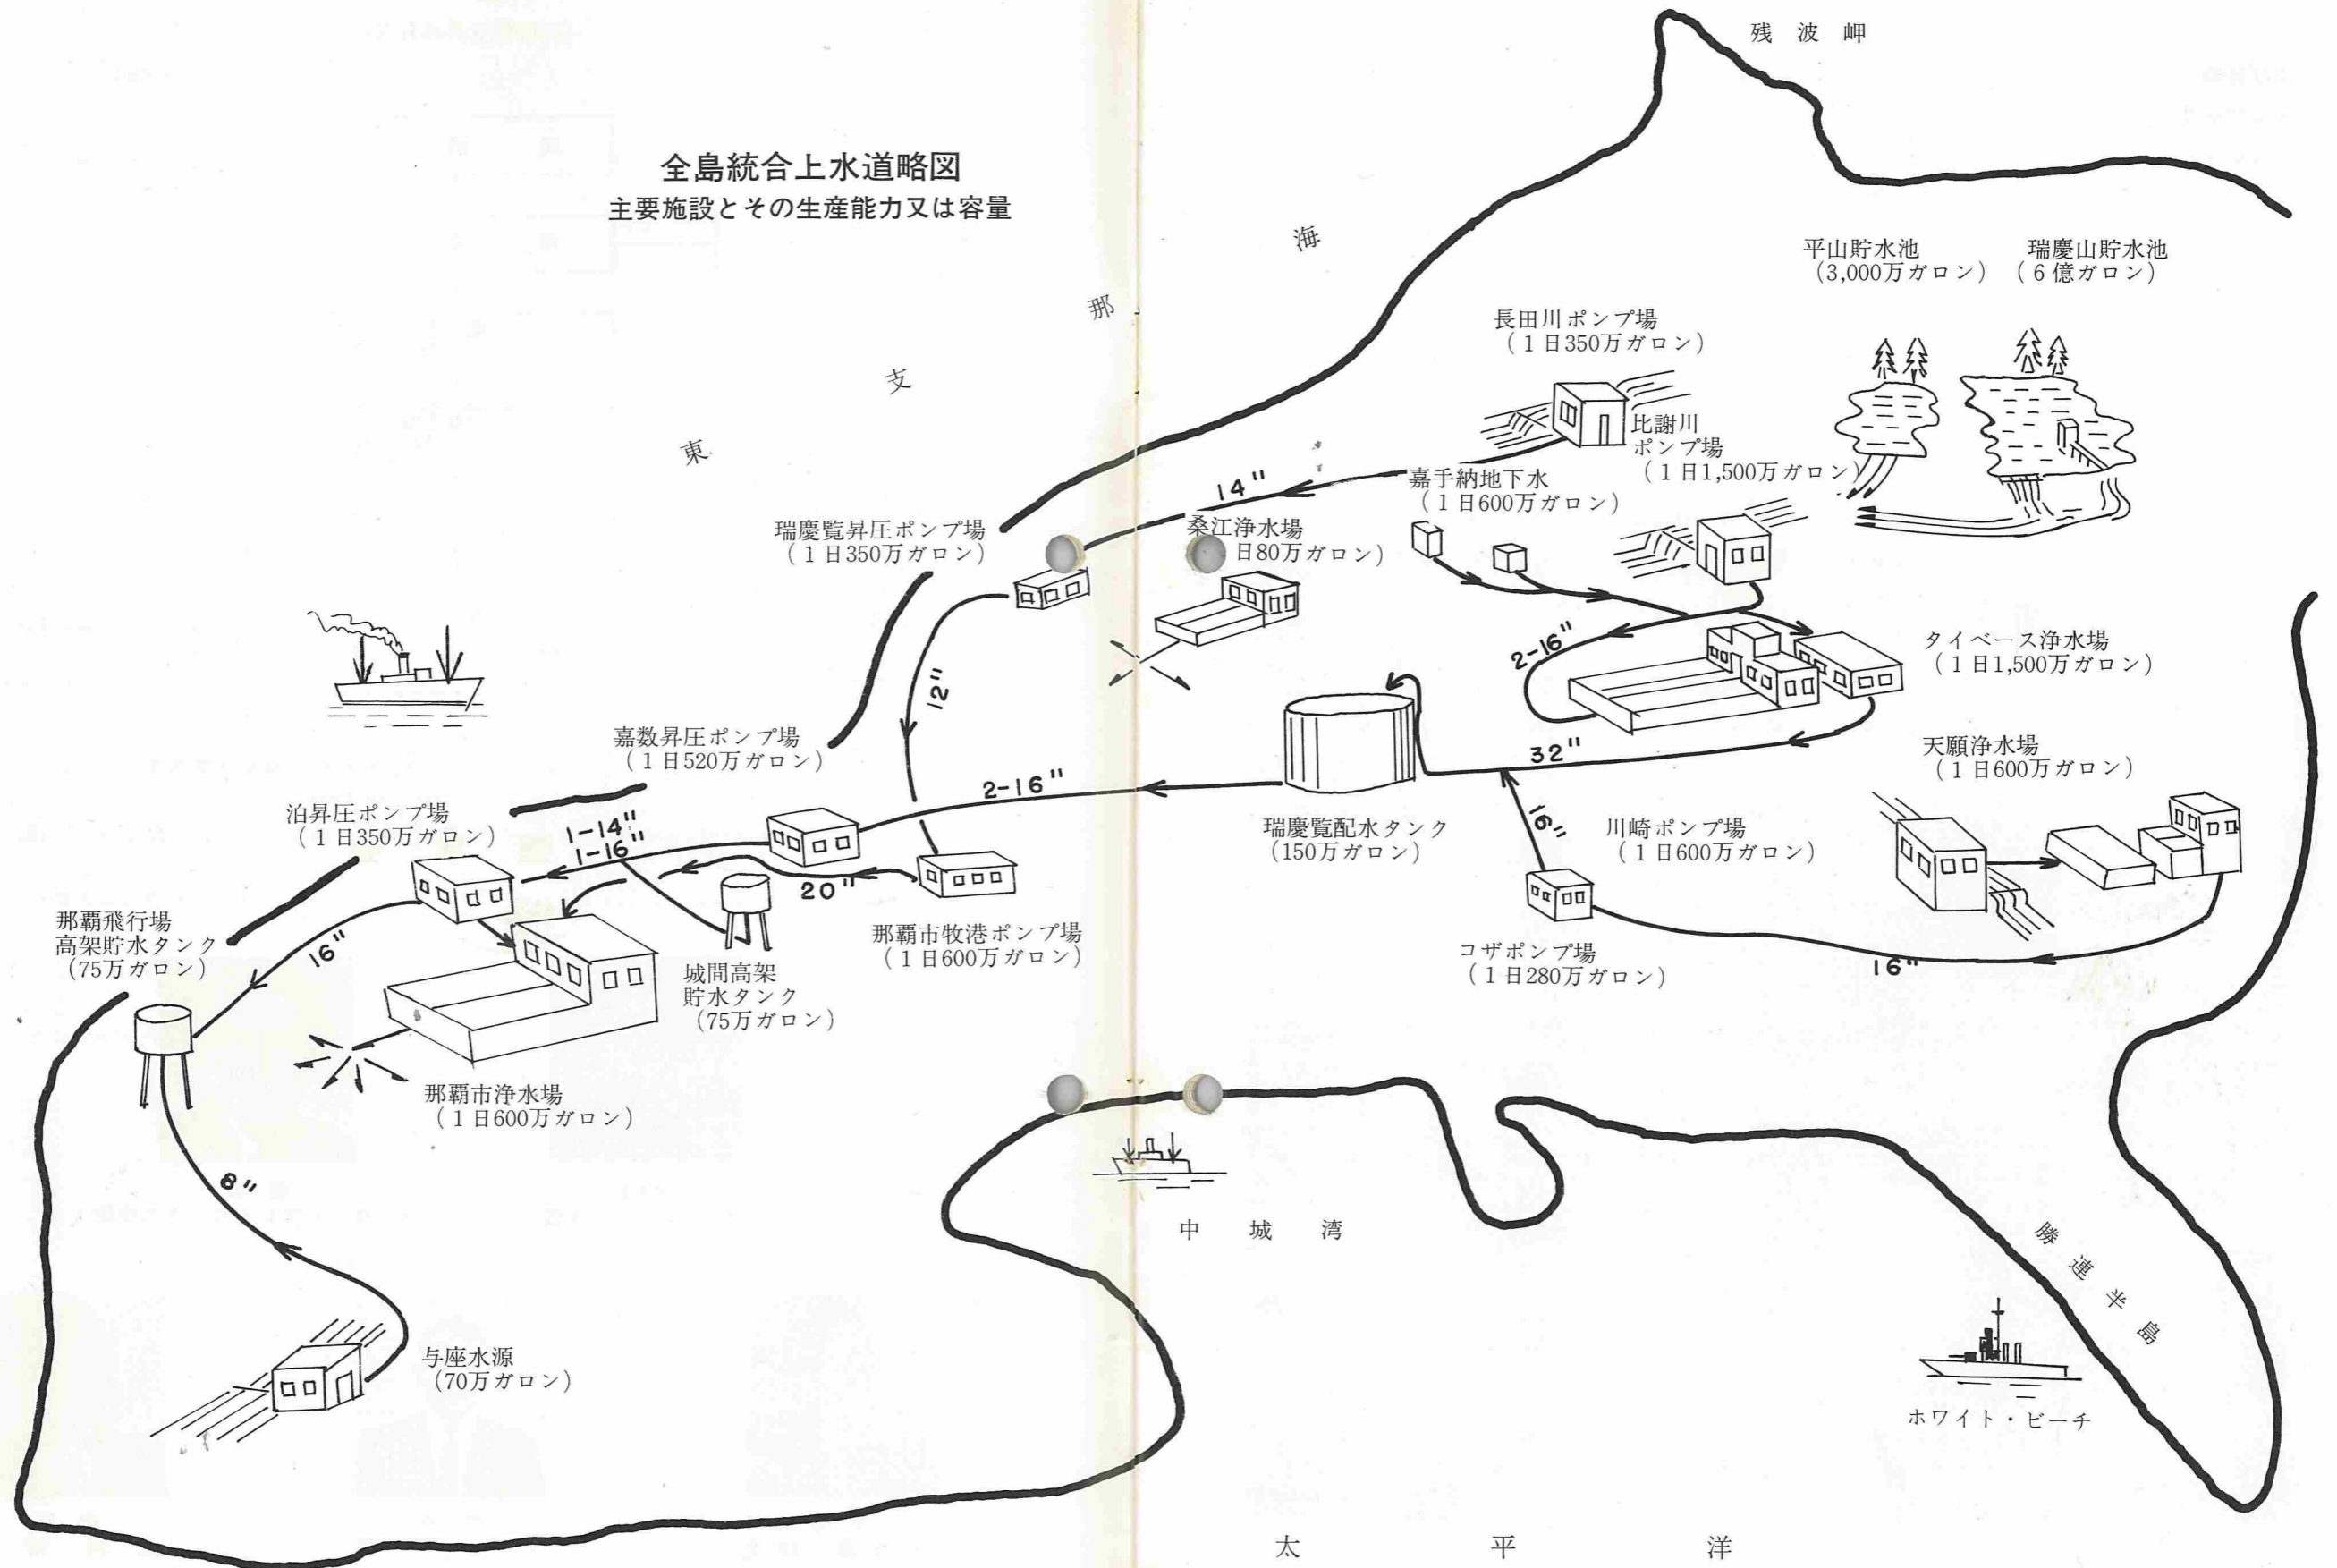 全島統合上水道略図
主要施設とその生産能力又は容量
残波岬
東支那海
平山貯水池
(3,000万ガロン)
瑞慶山貯水池
(6億ガロン)
長田川ポンプ場
(1日350万ガロン)
比謝川
ポンプ場
(1日1,500万ガロン)
嘉手納地下水
(1日600万ガロン)
14"
瑞慶覧昇圧ポンプ場
(1日350万ガロン)
桑江浄水場
日80万ガロン)
2-16"
タイベース浄水場
(1日1,500万ガロン)
12"
嘉数昇圧ポンプ場
(1日520万ガロン)
32"
天願浄水場
(1日600万ガロン)
2-16"
泊昇圧ポンプ場
(1日350万ガロン)
1-14"
1-16"
瑞慶覧配水タンク
(150万ガロン)
16"
川崎ポンプ場
(1日600万ガロン)
20"
那覇飛行場
高架貯水タンク
(75万ガロン)
16"
城間高架
貯水タンク
(75万ガロン)
那覇市牧港ポンプ場
(1日600万ガロン)
コザポンプ場
(1日280万ガロン)
16"
那覇市浄水場
(1日600万ガロン)
8"
中城湾
勝連半島
与座水源
(70万ガロン)
ホワイト・ビーチ
太平洋